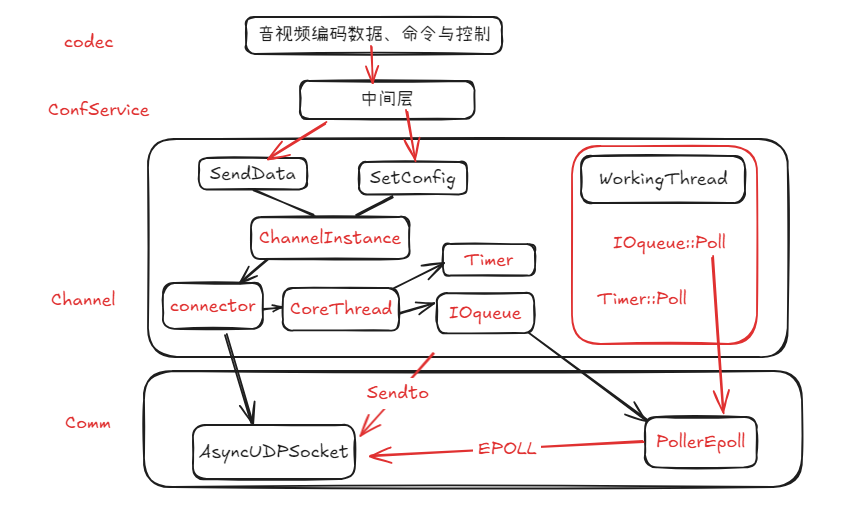 音视频编码数据、命令与控制
codec
中间层
ConfService
SendData
SetConfig
WorkingThread
ChannelInstance
IOqueue::Poll
Timer
Channel
connector
CoreThread
IOqueue
Timer::Poll
Sendto
Comm
AsyncUDPSocket
EPOLL
PollerEpoll